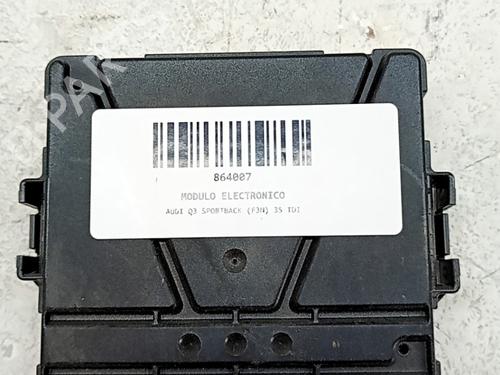 864007
MODULO ELECTRONICO
AUDI Q3 SPORTBACK (F3N) 35 TDI